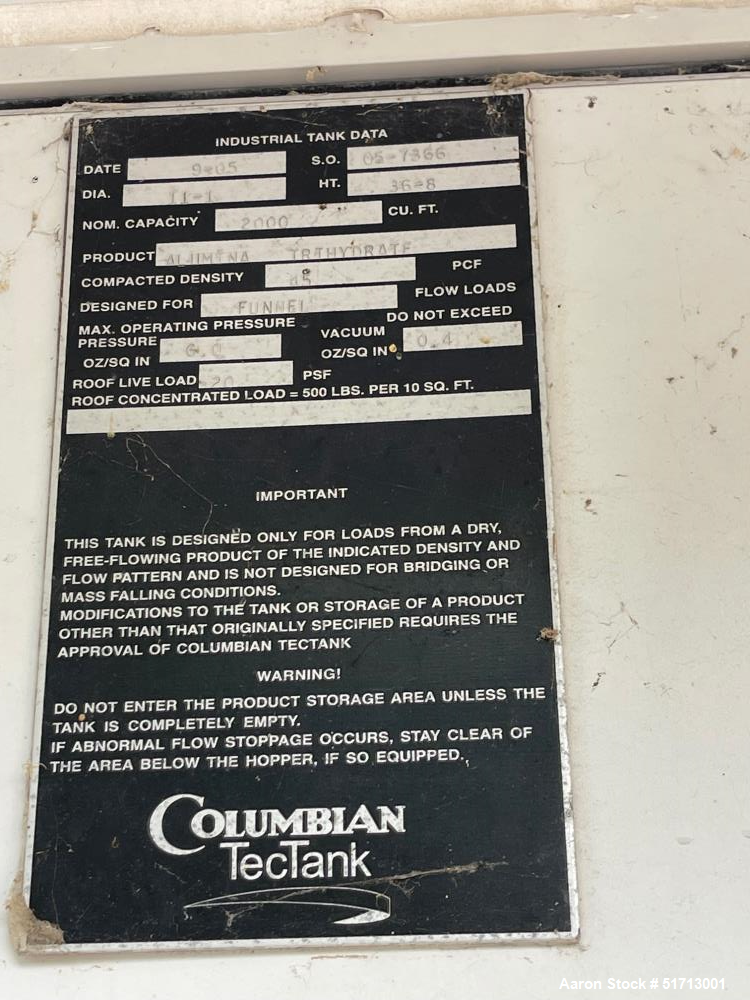 INDUSTRIAL TANK DATA
DATE 9-05 S.O. 05-7366
DIA. 11-1 HT. 36-8
NOM. CAPACITY 2000 CU. FT.
PRODUCT ALUMINA TRIHYDRATE
COMPACTED DENSITY PCF
DESIGNED FOR FUNNEL FLOW LOADS
MAX. OPERATING PRESSURE DO NOT EXCEED
PRESSURE 6.0 VACUUM 0.4
OZ/SQ IN OZ/SQ IN
ROOF LIVE LOAD 20 PSF
ROOF CONCENTRATED LOAD = 500 LBS. PER 10 SQ. FT.
IMPORTANT
THIS TANK IS DESIGNED ONLY FOR LOADS FROM A DRY,
FREE-FLOWING PRODUCT OF THE INDICATED DENSITY AND
FLOW PATTERN AND IS NOT DESIGNED FOR BRIDGING OR
MASS FALLING CONDITIONS.
MODIFICATIONS TO THE TANK OR STORAGE OF A PRODUCT
OTHER THAN THAT ORIGINALLY SPECIFIED REQUIRES THE
APPROVAL OF COLUMBIAN TECTANK
WARNING!
DO NOT ENTER THE PRODUCT STORAGE AREA UNLESS THE
TANK IS COMPLETELY EMPTY.
IF ABNORMAL FLOW STOPPAGE OCCURS, STAY CLEAR OF
THE AREA BELOW THE HOPPER, IF SO EQUIPPED.
COLUMBIAN
TecTank
Aaron Stock # 51713001